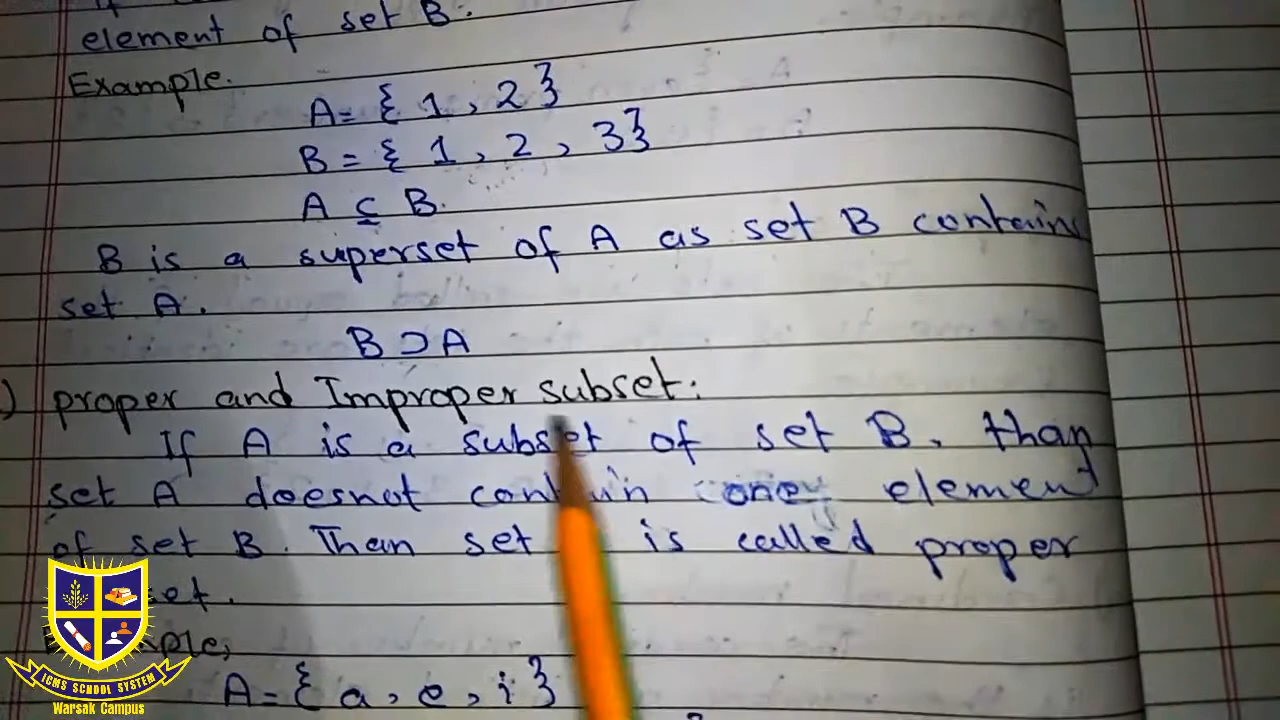 element of set B.
Example.
A = { 1 , 2 }
B = { 1 , 2 , 3 }
A ⊆ B.
B is a superset of A as set B contains
set A.
B ⊃ A
) proper and Improper subset:
If A is a subset of set B. than
set A doesnot contain one element
of set B. Than set is called proper
et.
ple,
A = { a , e , i }
ICMS SCHOOL SYSTEM
Warsak Campus